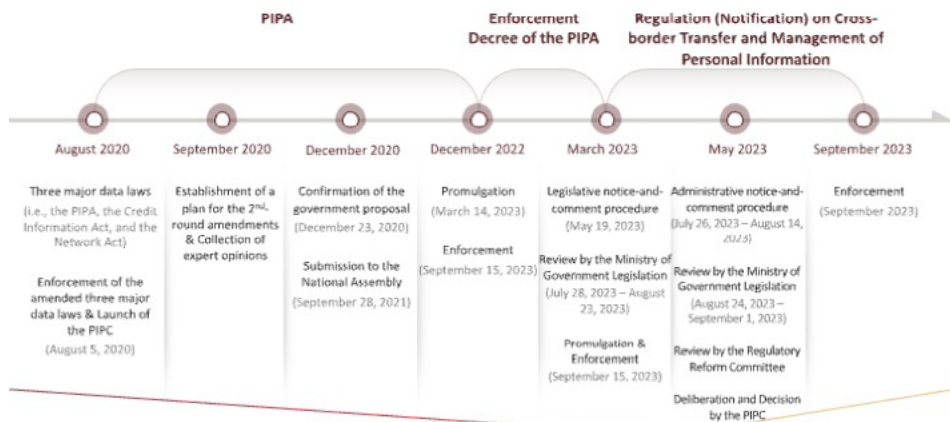 PIPA
Enforcement
Decree of the PIPA
Regulation (Notification) on Cross-
border Transfer and Management of
Personal Information
August 2020
September 2020
December 2020
December 2022
March 2023
May 2023
September 2023
Three major data laws
(i.e., the PIPA, the Credit
Information Act, and the
Network Act)
Enforcement of the
amended three major
data laws & Launch of
the PIPC
(August 5, 2020)
Establishment of a
plan for the 2nd-
round amendments
& Collection of
expert opinions
Confirmation of the
government proposal
(December 23, 2020)
Submission to the
National Assembly
(September 28, 2021)
Promulgation
(March 14, 2023)
Enforcement
(September 15, 2023)
Legislative notice-and-
comment procedure
(May 19, 2023)
Review by the Ministry of
Government Legislation
(July 28, 2023 – August
23, 2023)
Promulgation &
Enforcement
(September 15, 2023)
Administrative notice-and-
comment procedure
(July 26, 2023 – August 14,
2023)
Review by the Ministry of
Government Legislation
(August 24, 2023 –
September 1, 2023)
Review by the Regulatory
Reform Committee
Deliberation and Decision
by the PIPC
Enforcement
(September 2023)